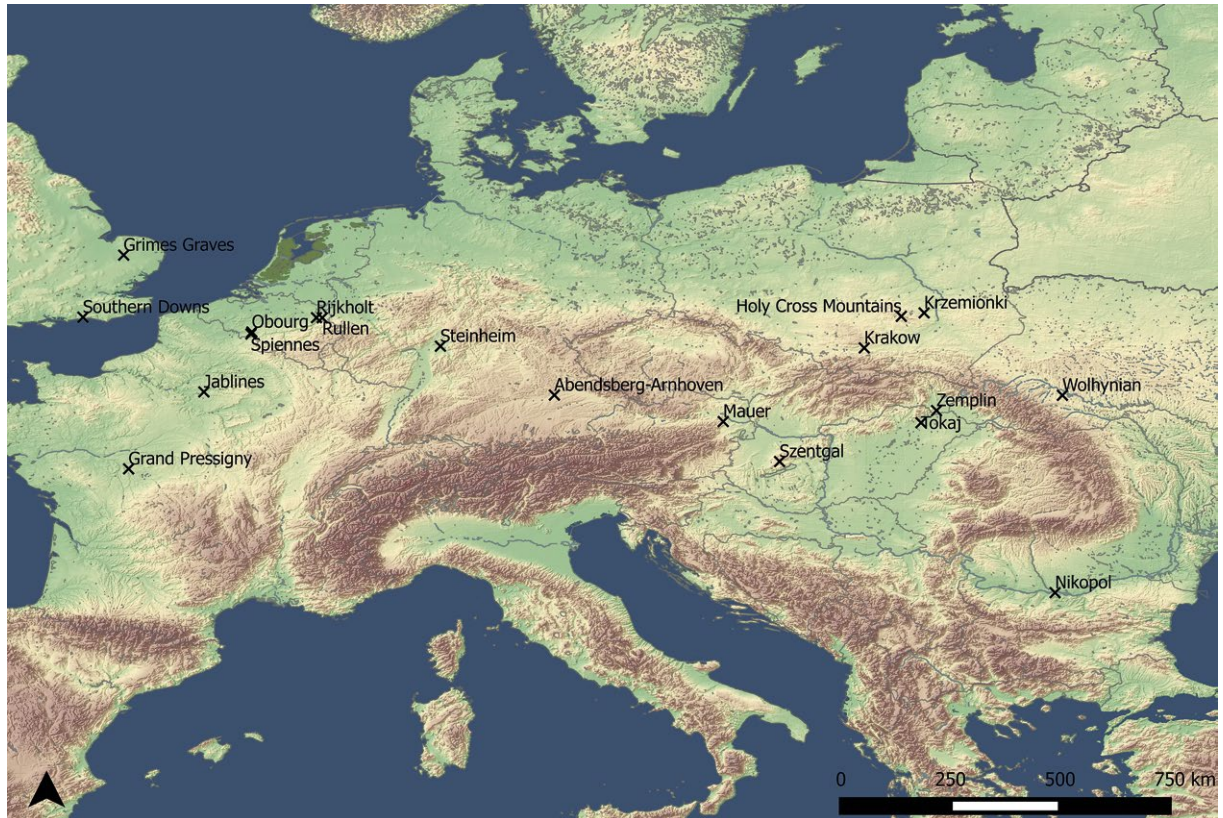 Grimes Graves
Southern Downs
Rijkholt
Obourg
Rullen
Spiennes
Steinheim
Holy Cross Mountains
Krzemionki
Krakow
Jablines
Abendsberg-Arnhoven
Wolhynian
Zemplin
Mauer
Tokaj
Szentgal
Grand Pressigny
Nikopol
0 250 500 750 km